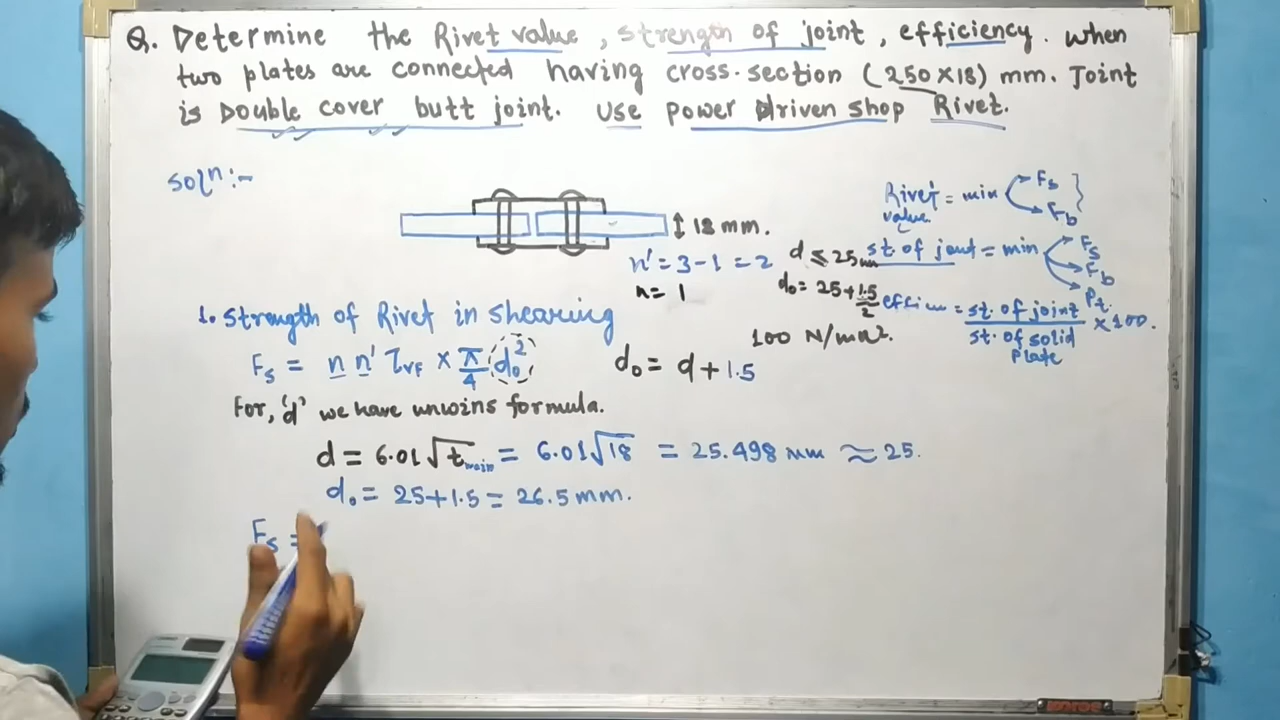 Q. Determine the Rivet value, strength of joint, efficiency. when
two plates are connected having cross-section (250×18) mm. Joint
is Double cover butt joint. Use power Driven shop Rivet.
Solⁿ:-
18 mm.
n' = 3-1 = 2
n = 1
d ≤ 25mm
d₀ = 25+1.5/2
100 N/mm².
Rivet value = min Fs Fb
st. of joint = min Fs Fb Pt
efficien = st. of joint / st. of solid plate × 100.
1. Strength of Rivet in shearing
Fs = n n' τVF × π/4 d₀²
d₀ = d + 1.5
For, 'd' we have unwins formula.
d = 6.01√t main = 6.01√18 = 25.498 mm ≈ 25.
d₀ = 25+1.5 = 26.5 mm.
Fs =